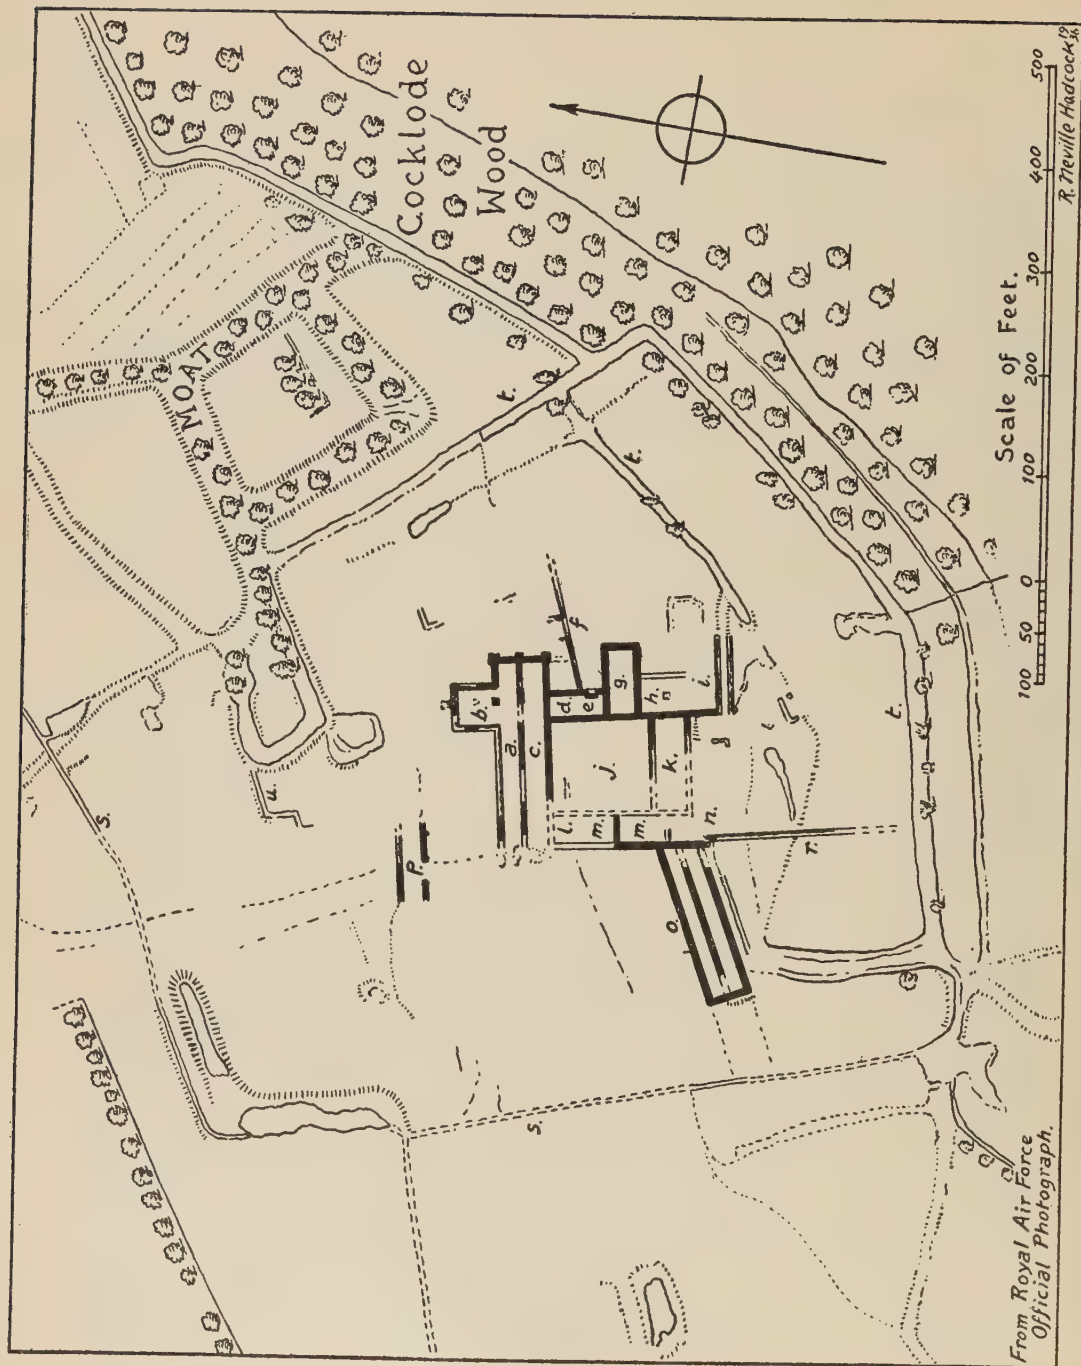 Cocklode
Wood
MOAT
t.
t.
t.
s.
s.
u.
p.
a.
b.
c.
d.
e.
f
g.
h.
i.
j.
k.
l.
m.
m.
n.
o.
r.
Scale of Feet.
100 50 0 100 200 300 400 500
R. Neville Hadcock 1936
From Royal Air Force
Official Photograph.